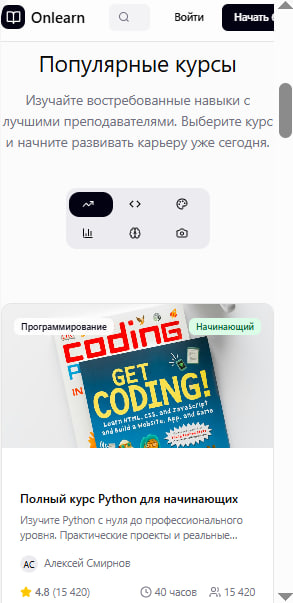 Onlearn
Войти
Начать
Популярные курсы
Изучайте востребованные навыки с
лучшими преподавателями. Выберите курс
и начните развивать карьеру уже сегодня.
Программирование
Начинающий
coding
IN
GET
CODING!
Learn HTML, CSS, and JavaScript
and Build a Website, App, and Game
Полный курс Python для начинающих
Изучите Python с нуля до профессионального
уровня. Практические проекты и реальные...
АС
Алексей Смирнов
4.8 (15 420)
40 часов
15 420